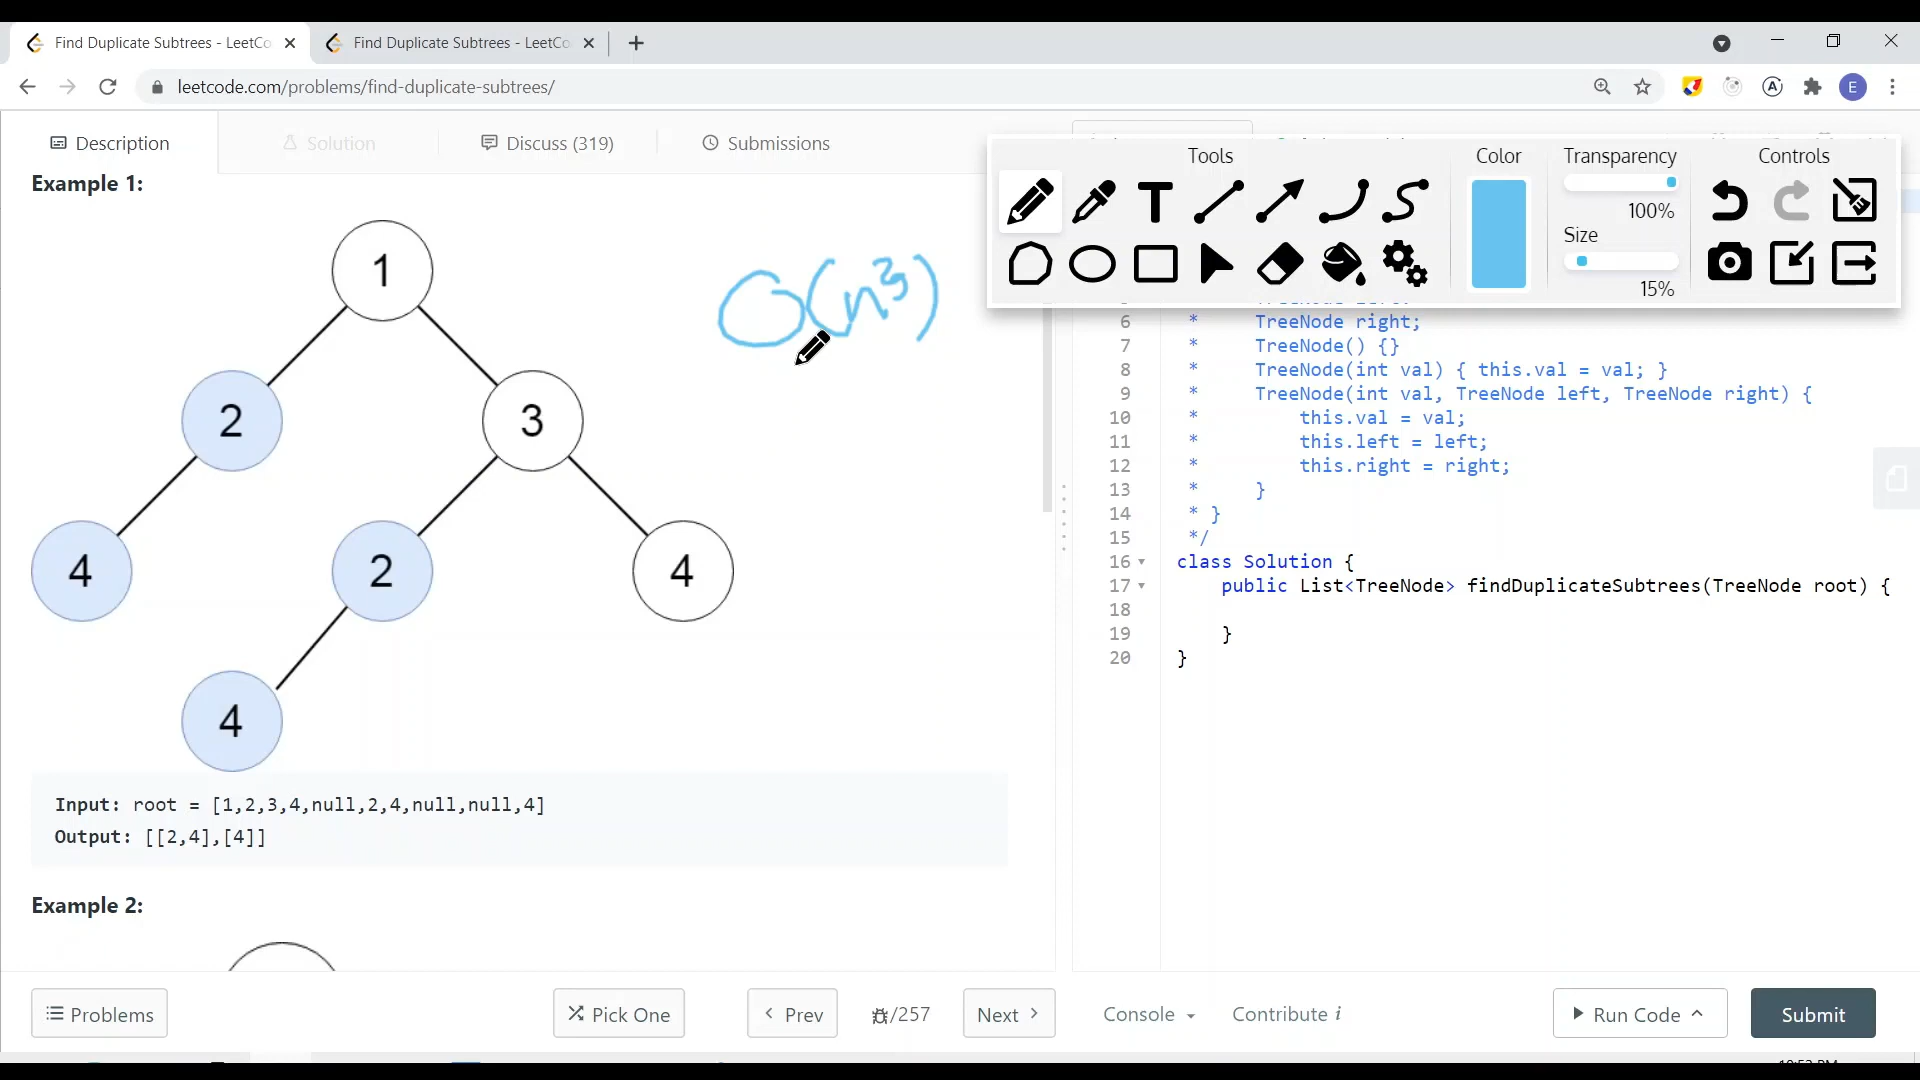 Find Duplicate Subtrees - LeetCo
Find Duplicate Subtrees - LeetCo
leetcode.com/problems/find-duplicate-subtrees/
E
Description
Solution
Discuss (319)
Submissions
Tools
Color
Transparency
Controls
100%
Size
15%
Example 1:
1
O(n³)
2
3
4
2
4
4
Input: root = [1,2,3,4,null,2,4,null,null,4]
Output: [[2,4],[4]]
Example 2:
6 * TreeNode right;
7 * TreeNode() {}
8 * TreeNode(int val) { this.val = val; }
9 * TreeNode(int val, TreeNode left, TreeNode right) {
10 * this.val = val;
11 * this.left = left;
12 * this.right = right;
13 * }
14 * }
15 */
16 class Solution {
17 public List<TreeNode> findDuplicateSubtrees(TreeNode root) {
18
19 }
20 }
Problems
Pick One
Prev
/257
Next
Console
Contribute i
Run Code
Submit